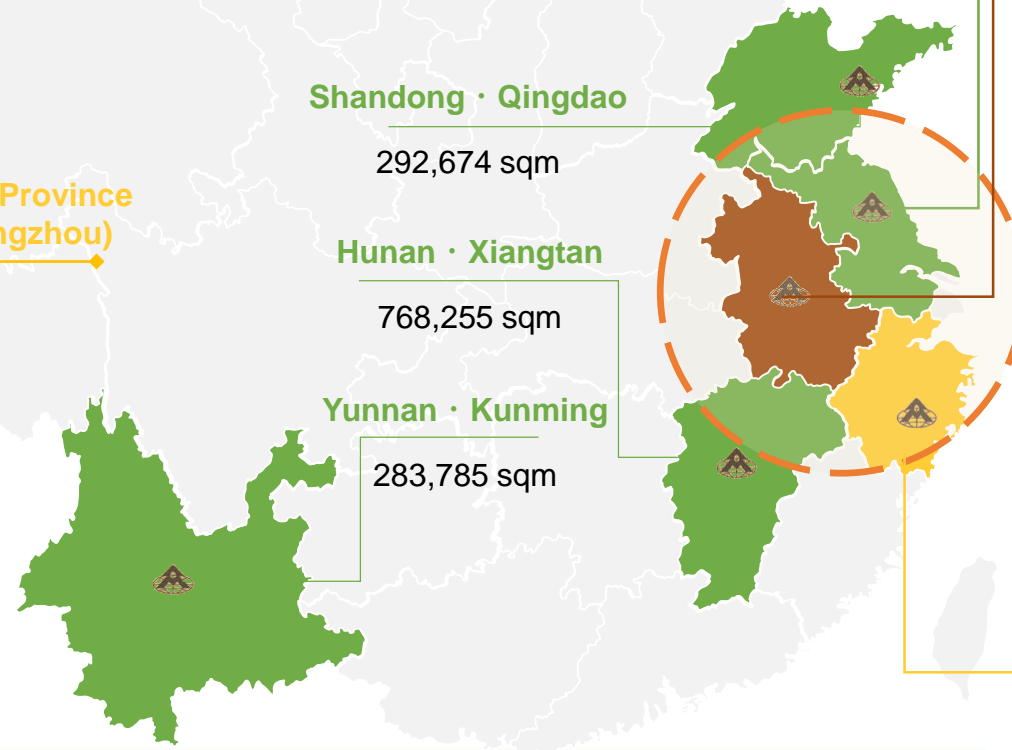 Shandong · Qingdao
292,674 sqm
Province
ngzhou)
Hunan · Xiangtan
768,255 sqm
Yunnan · Kunming
283,785 sqm